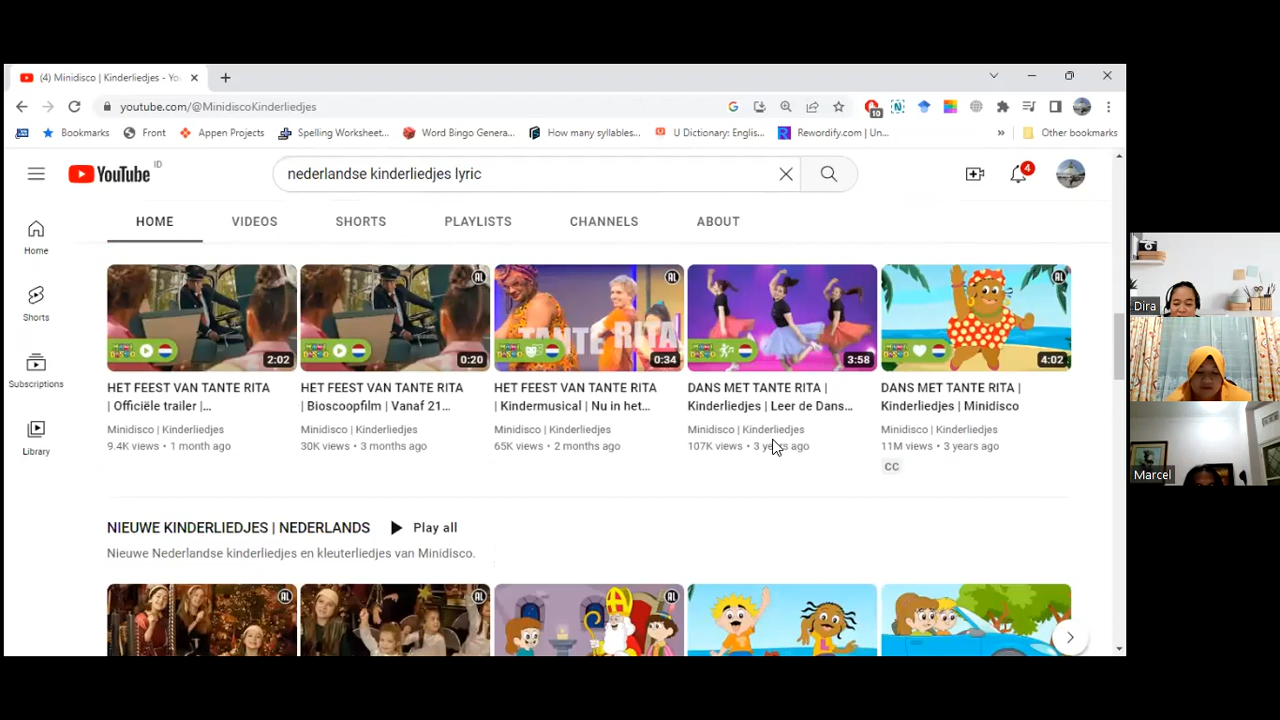 (4) Minidisco | Kinderliedjes - Yo
youtube.com/@MinidiscoKinderliedjes
10
Bookmarks Front Appen Projects Spelling Worksheet... Word Bingo Genera... How many syllables... U Dictionary: Englis... Rewordify.com | Un... » Other bookmarks
YouTube ID
nederlandse kinderliedjes lyric
4
HOME VIDEOS SHORTS PLAYLISTS CHANNELS ABOUT
Home
Shorts
Subscriptions
Library
TANTE RITA
2:02 0:20 0:34 3:58 4:02
HET FEEST VAN TANTE RITA
| Officiële trailer |...
Minidisco | Kinderliedjes
9.4K views • 1 month ago
HET FEEST VAN TANTE RITA
| Bioscoopfilm | Vanaf 21...
Minidisco | Kinderliedjes
30K views • 3 months ago
HET FEEST VAN TANTE RITA
| Kindermusical | Nu in het...
Minidisco | Kinderliedjes
65K views • 2 months ago
DANS MET TANTE RITA |
Kinderliedjes | Leer de Dans...
Minidisco | Kinderliedjes
107K views • 3 years ago
DANS MET TANTE RITA |
Kinderliedjes | Minidisco
Minidisco | Kinderliedjes
11M views • 3 years ago
CC
NIEUWE KINDERLIEDJES | NEDERLANDS Play all
Nieuwe Nederlandse kinderliedjes en kleuterliedjes van Minidisco.
Dira
Marcel